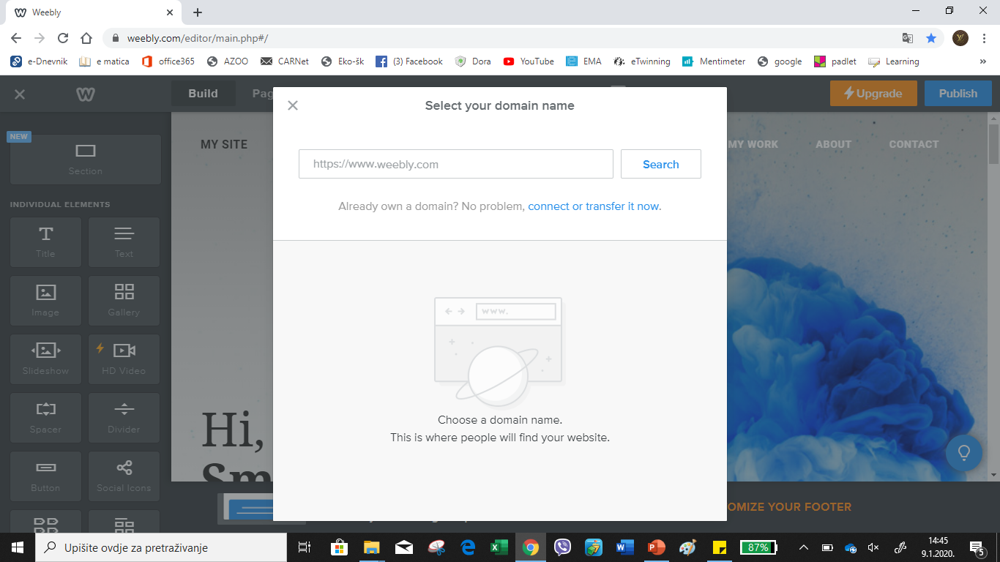 Weebly
weebly.com/editor/main.php#/
e-Dnevnik e matica office365 AZOO CARNet Eko-šk (3) Facebook Dora YouTube EMA eTwinning Mentimeter google padlet Learning »
Build Pag Upgrade Publish
Select your domain name
NEW
Section
MY SITE MY WORK ABOUT CONTACT
https://www.weebly.com Search
Already own a domain? No problem, connect or transfer it now.
INDIVIDUAL ELEMENTS
Title Text
Image Gallery
Slideshow HD Video
Spacer Divider
Button Social Icons
www.
Choose a domain name.
This is where people will find your website.
Hi,
Sm
OMIZE YOUR FOOTER
Upišite ovdje za pretraživanje
87%
14:45
9.1.2020.
5